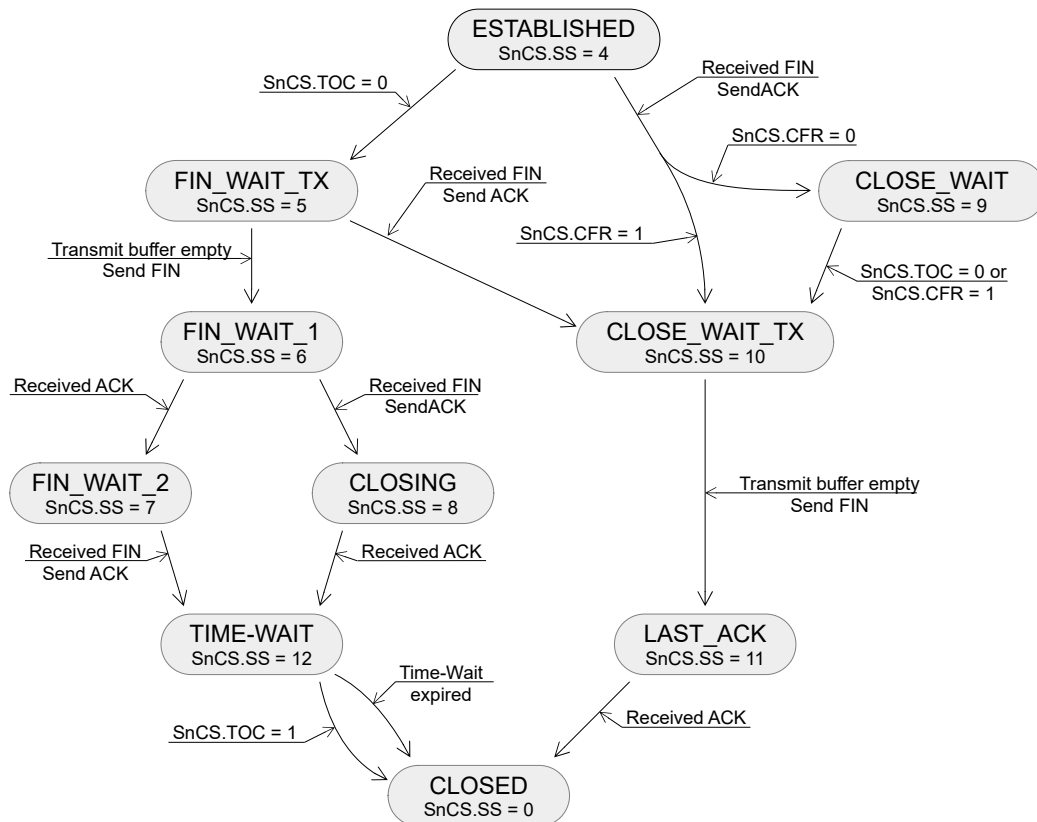 ESTABLISHED
SnCS.SS = 4
SnCS.TOC = 0
Received FIN
SendACK
SnCS.CFR = 0
FIN_WAIT_TX
SnCS.SS = 5
Received FIN
Send ACK
CLOSE_WAIT
SnCS.SS = 9
SnCS.CFR = 1
Transmit buffer empty
Send FIN
SnCS.TOC = 0 or
SnCS.CFR = 1
FIN_WAIT_1
SnCS.SS = 6
CLOSE_WAIT_TX
SnCS.SS = 10
Received ACK
Received FIN
SendACK
FIN_WAIT_2
SnCS.SS = 7
CLOSING
SnCS.SS = 8
Transmit buffer empty
Send FIN
Received FIN
Send ACK
Received ACK
TIME-WAIT
SnCS.SS = 12
LAST_ACK
SnCS.SS = 11
Time-Wait
expired
SnCS.TOC = 1
Received ACK
CLOSED
SnCS.SS = 0